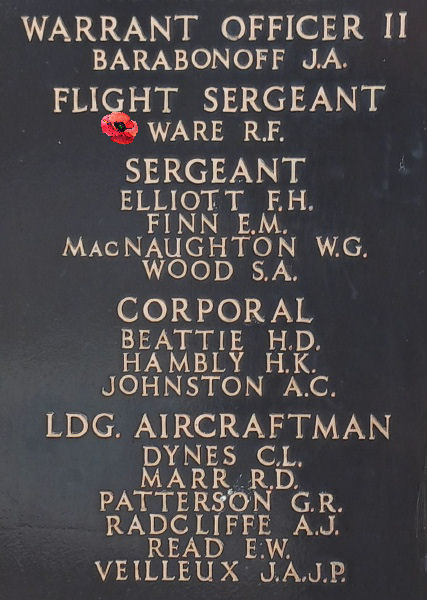 WARRANT OFFICER II
BARABONOFF J.A.
FLIGHT SERGEANT
WARE R.F.
SERGEANT
ELLIOTT F.H.
FINN E.M.
MacNAUGHTON W.G.
WOOD S.A.
CORPORAL
BEATTIE H.D.
HAMBLY H.K.
JOHNSTON A.C.
LDG. AIRCRAFTMAN
DYNES C.L.
MARR R.D.
PATTERSON G.R.
RADCLIFFE A.J.
READ E.W.
VEILLEUX J.A.J.P.